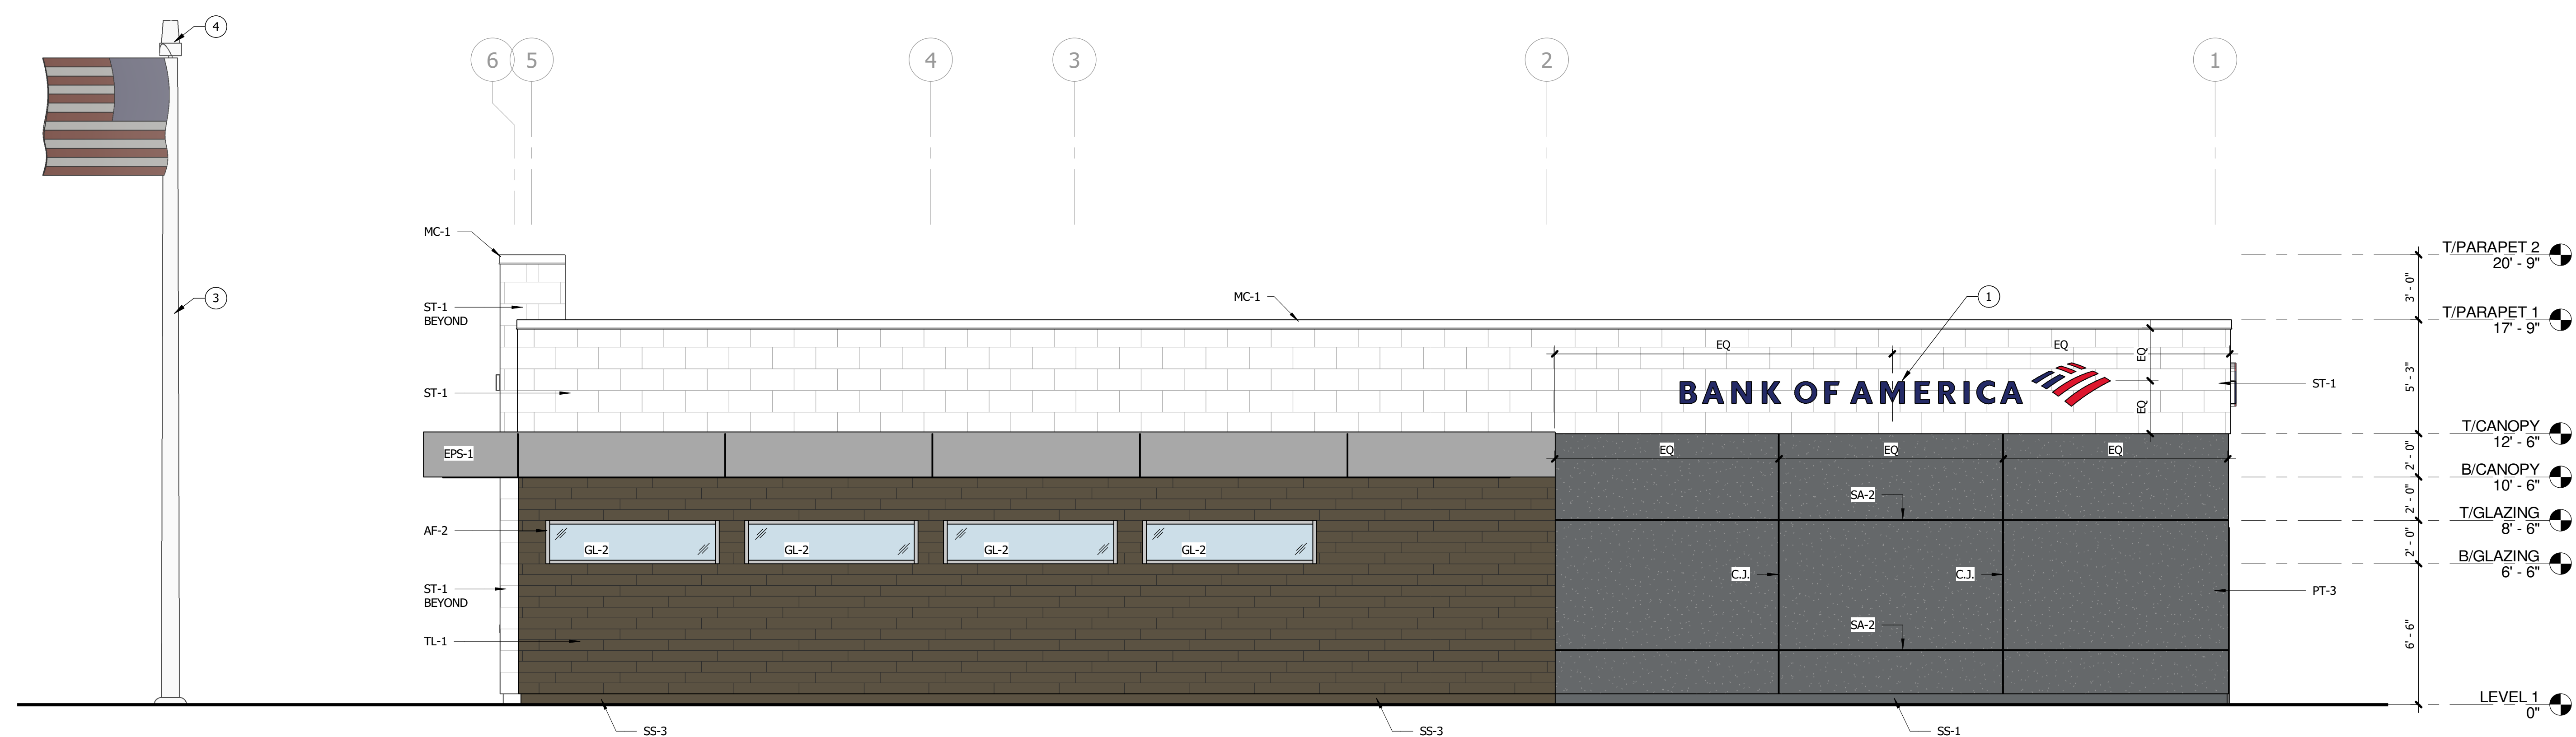 4
6
5
4
3
2
1
MC-1
T/PARAPET 2
20' - 9"
3' - 0"
3
ST-1
BEYOND
MC-1
1
T/PARAPET 1
17' - 9"
EQ
EQ
EQ
ST-1
BANK OF AMERICA
ST-1
5' - 3"
EQ
T/CANOPY
12' - 6"
EPS-1
EQ
EQ
EQ
2' - 0"
B/CANOPY
10' - 6"
SA-2
2' - 0"
T/GLAZING
8' - 6"
AF-2
GL-2
GL-2
GL-2
GL-2
2' - 0"
B/GLAZING
6' - 6"
C.J.
C.J.
ST-1
BEYOND
PT-3
SA-2
6' - 6"
TL-1
LEVEL 1
0"
SS-3
SS-3
SS-1